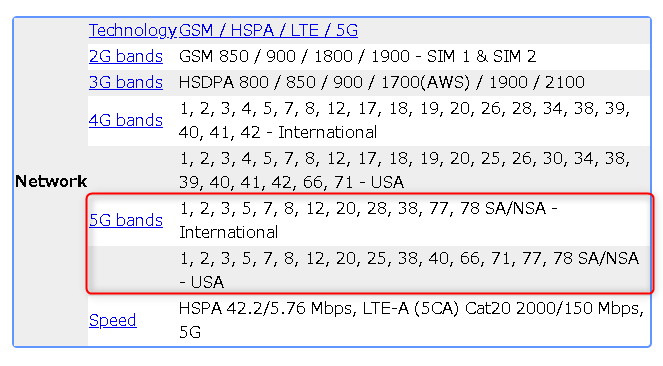 Technology GSM / HSPA / LTE / 5G
2G bands GSM 850 / 900 / 1800 / 1900 - SIM 1 & SIM 2
3G bands HSDPA 800 / 850 / 900 / 1700(AWS) / 1900 / 2100
4G bands 1, 2, 3, 4, 5, 7, 8, 12, 17, 18, 19, 20, 26, 28, 34, 38, 39,
40, 41, 42 - International
1, 2, 3, 4, 5, 7, 8, 12, 17, 18, 19, 20, 25, 26, 30, 34, 38,
39, 40, 41, 42, 66, 71 - USA
Network
5G bands 1, 2, 3, 5, 7, 8, 12, 20, 28, 38, 77, 78 SA/NSA -
International
1, 2, 3, 5, 7, 8, 12, 20, 25, 38, 40, 66, 71, 77, 78 SA/NSA
- USA
Speed HSPA 42.2/5.76 Mbps, LTE-A (5CA) Cat20 2000/150 Mbps,
5G